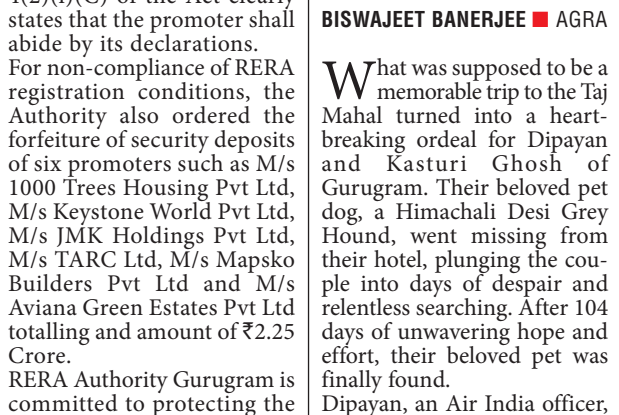 4(2)(l)(C) of the Act clearly
states that the promoter shall
abide by its declarations.
For non-compliance of RERA
registration conditions, the
Authority also ordered the
forfeiture of security deposits
of six promoters such as M/s
1000 Trees Housing Pvt Ltd,
M/s Keystone World Pvt Ltd,
M/s JMK Holdings Pvt Ltd,
M/s TARC Ltd, M/s Mapsko
Builders Pvt Ltd and M/s
Aviana Green Estates Pvt Ltd
totalling and amount of ₹2.25
Crore.
RERA Authority Gurugram is
committed to protecting the
BISWAJEET BANERJEE ■ AGRA
What was supposed to be a
memorable trip to the Taj
Mahal turned into a heart-
breaking ordeal for Dipayan
and Kasturi Ghosh of
Gurugram. Their beloved pet
dog, a Himachali Desi Grey
Hound, went missing from
their hotel, plunging the cou-
ple into days of despair and
relentless searching. After 104
days of unwavering hope and
effort, their beloved pet was
finally found.
Dipayan, an Air India officer,